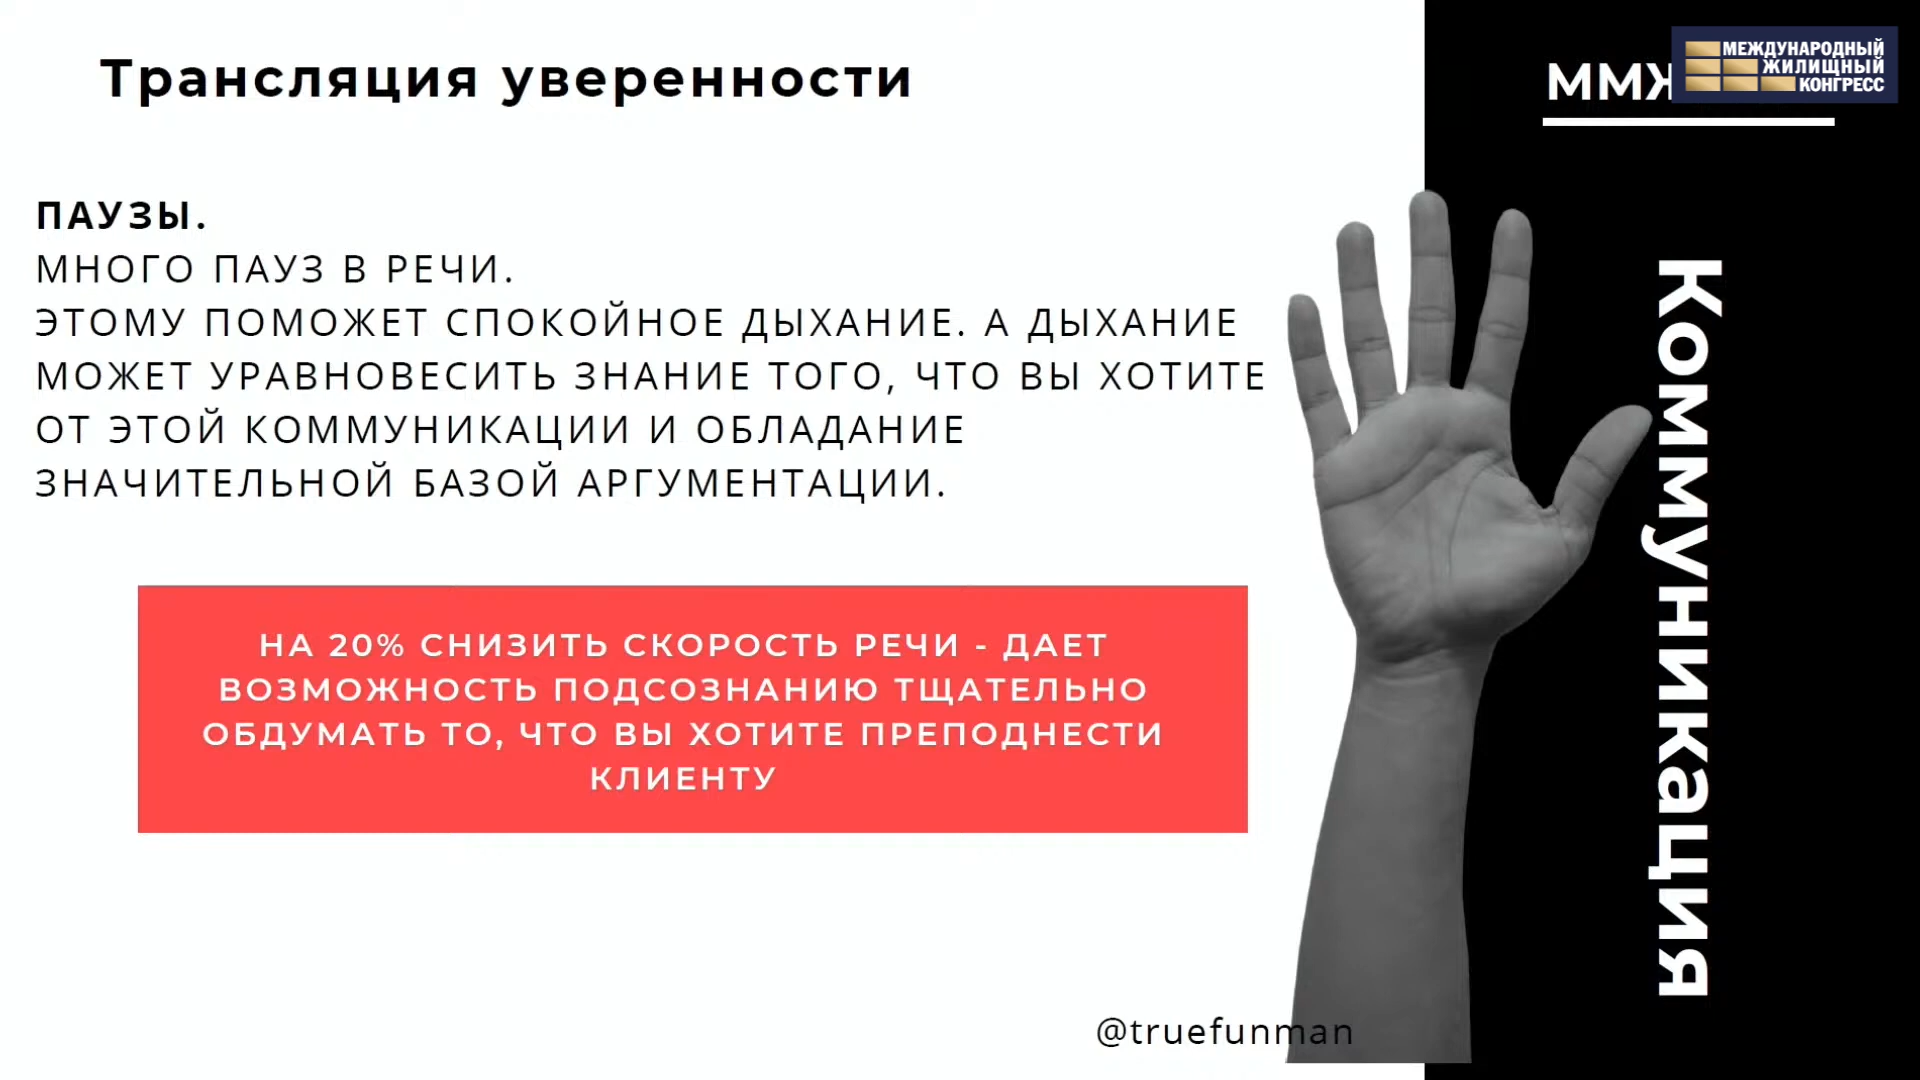 Трансляция уверенности
МЕЖДУНАРОДНЫЙ
ЖИЛИЩНЫЙ
КОНГРЕСС
ПАУЗЫ.
МНОГО ПАУЗ В РЕЧИ.
ЭТОМУ ПОМОЖЕТ СПОКОЙНОЕ ДЫХАНИЕ. А ДЫХАНИЕ
МОЖЕТ УРАВНОВЕСИТЬ ЗНАНИЕ ТОГО, ЧТО ВЫ ХОТИТЕ
ОТ ЭТОЙ КОММУНИКАЦИИ И ОБЛАДАНИЕ
ЗНАЧИТЕЛЬНОЙ БАЗОЙ АРГУМЕНТАЦИИ.
НА 20% СНИЗИТЬ СКОРОСТЬ РЕЧИ - ДАЕТ
ВОЗМОЖНОСТЬ ПОДСОЗНАНИЮ ТЩАТЕЛЬНО
ОБДУМАТЬ ТО, ЧТО ВЫ ХОТИТЕ ПРЕПОДНЕСТИ
КЛИЕНТУ
Коммуникация
@truefunman